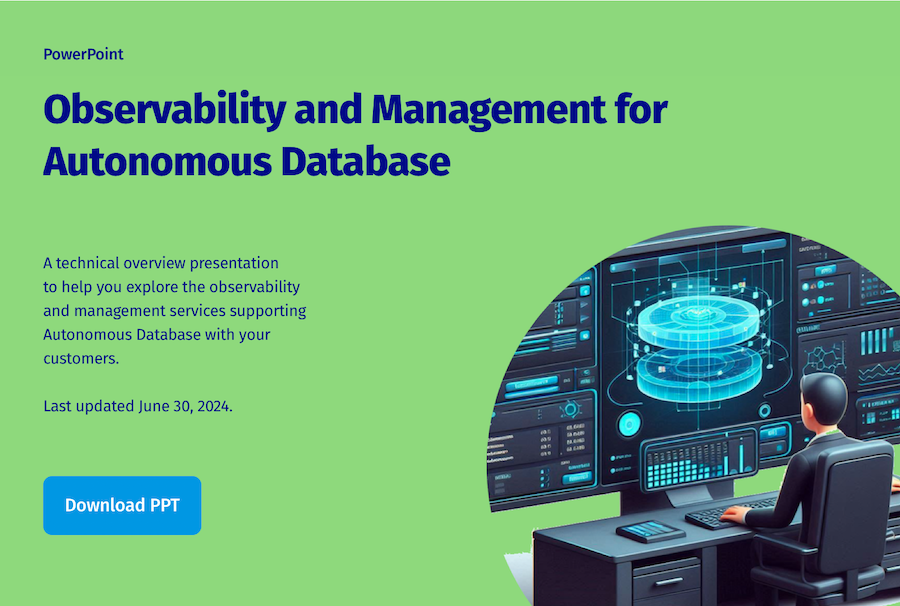 PowerPoint
Observability and Management for
Autonomous Database
A technical overview presentation
to help you explore the observability
and management services supporting
Autonomous Database with your
customers.
Last updated June 30, 2024.
Download PPT